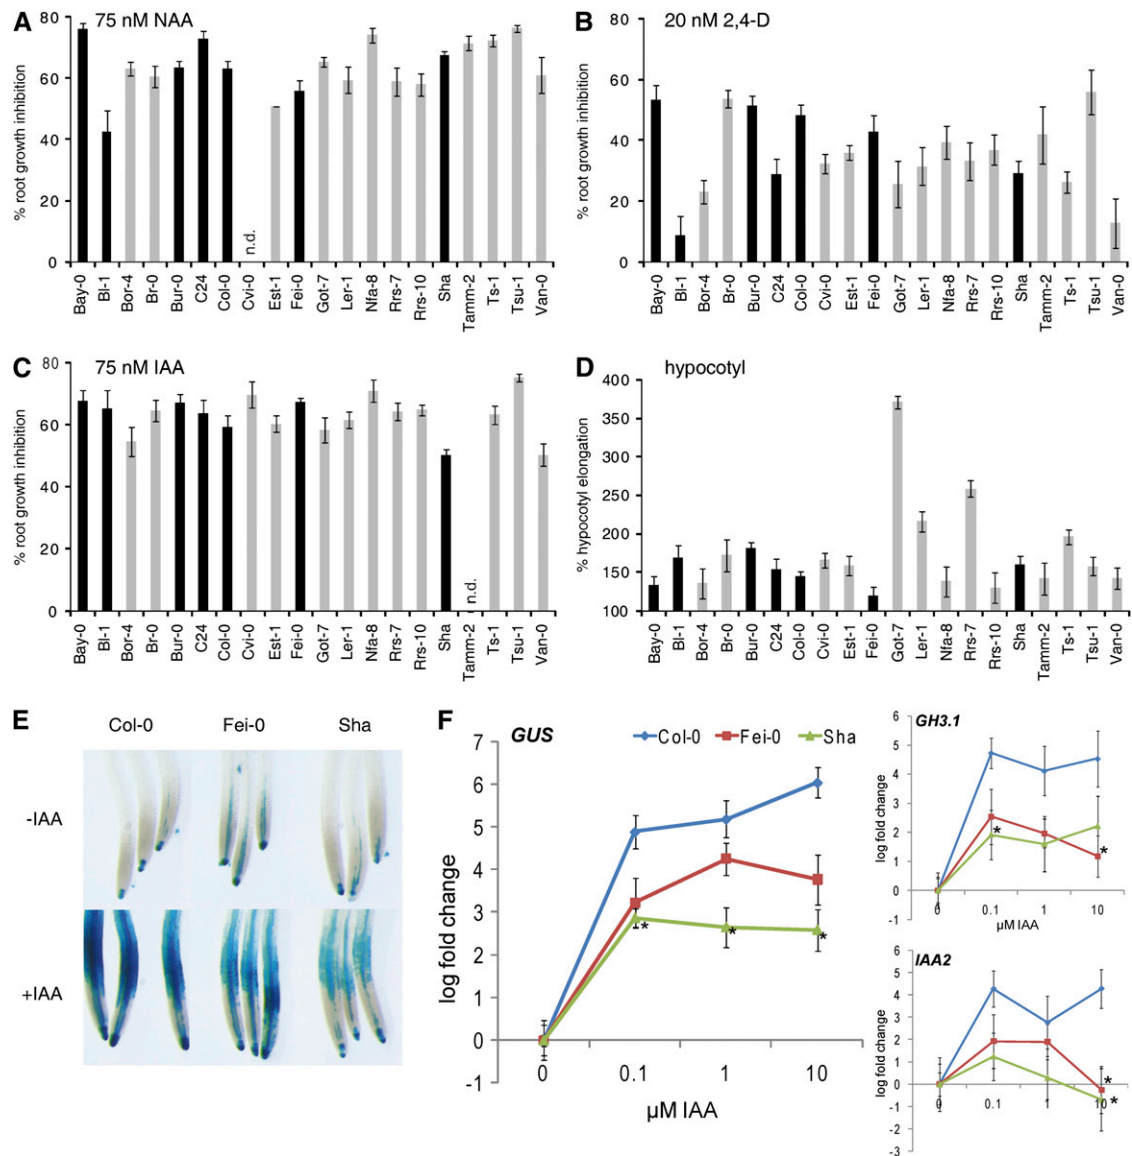 A 75 nM NAA
% root growth inhibition
80
60
40
20
0
n.d.
Bay-0 Bl-1 Bor-4 Br-0 Bur-0 C24 Col-0 Cvi-0 Est-1 Fei-0 Got-7 Ler-1 Nfa-8 Rrs-7 Rrs-10 Sha Tamm-2 Ts-1 Tsu-1 Van-0
B 20 nM 2,4-D
% root growth inhibition
80
60
40
20
0
Bay-0 Bl-1 Bor-4 Br-0 Bur-0 C24 Col-0 Cvi-0 Est-1 Fei-0 Got-7 Ler-1 Nfa-8 Rrs-7 Rrs-10 Sha Tamm-2 Ts-1 Tsu-1 Van-0
C 75 nM IAA
% root growth inhibition
80
60
40
20
0
n.d.
Bay-0 Bl-1 Bor-4 Br-0 Bur-0 C24 Col-0 Cvi-0 Est-1 Fei-0 Got-7 Ler-1 Nfa-8 Rrs-7 Rrs-10 Sha Tamm-2 Ts-1 Tsu-1 Van-0
D hypocotyl
% hypocotyl elongation
400
350
300
250
200
150
100
Bay-0 Bl-1 Bor-4 Br-0 Bur-0 C24 Col-0 Cvi-0 Est-1 Fei-0 Got-7 Ler-1 Nfa-8 Rrs-7 Rrs-10 Sha Tamm-2 Ts-1 Tsu-1 Van-0
E
Col-0 Fei-0 Sha
-IAA
+IAA
F GUS
Col-0 Fei-0 Sha
log fold change
7
6
5
4
3
2
1
0
-1
* * *
0 0.1 1 10
µM IAA
GH3.1
log fold change
6
5
4
3
2
1
0
-1
* *
0 0.1 1 10
µM IAA
IAA2
log fold change
6
5
4
3
2
1
0
-1
-2
-3
* *
0 0.1 1 10